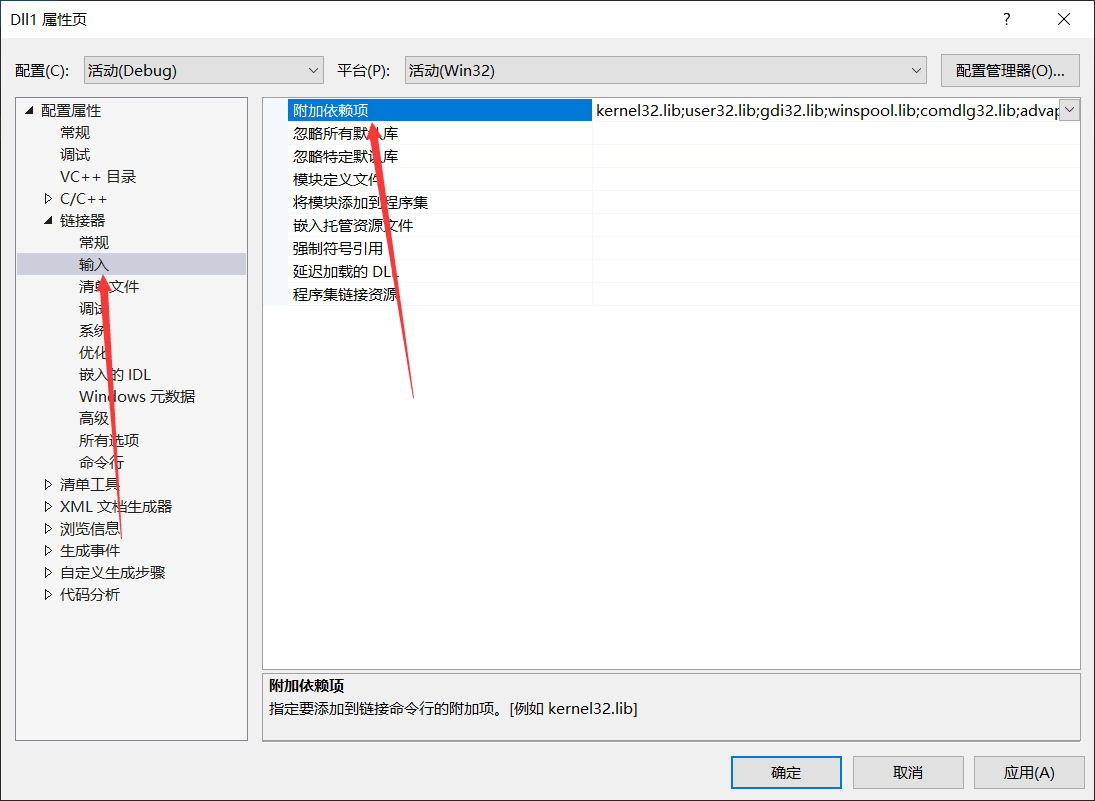 Dll1 属性页
?
配置(C): 活动(Debug) 平台(P): 活动(Win32) 配置管理器(O)...
配置属性
常规
调试
VC++ 目录
C/C++
链接器
常规
输入
清单文件
调试
系统
优化
嵌入的 IDL
Windows 元数据
高级
所有选项
命令行
清单工具
XML 文档生成器
浏览信息
生成事件
自定义生成步骤
代码分析
附加依赖项 kernel32.lib;user32.lib;gdi32.lib;winspool.lib;comdlg32.lib;advap
忽略所有默认库
忽略特定默认库
模块定义文件
将模块添加到程序集
嵌入托管资源文件
强制符号引用
延迟加载的 DLL
程序集链接资源
附加依赖项
指定要添加到链接命令行的附加项。[例如 kernel32.lib]
确定 取消 应用(A)